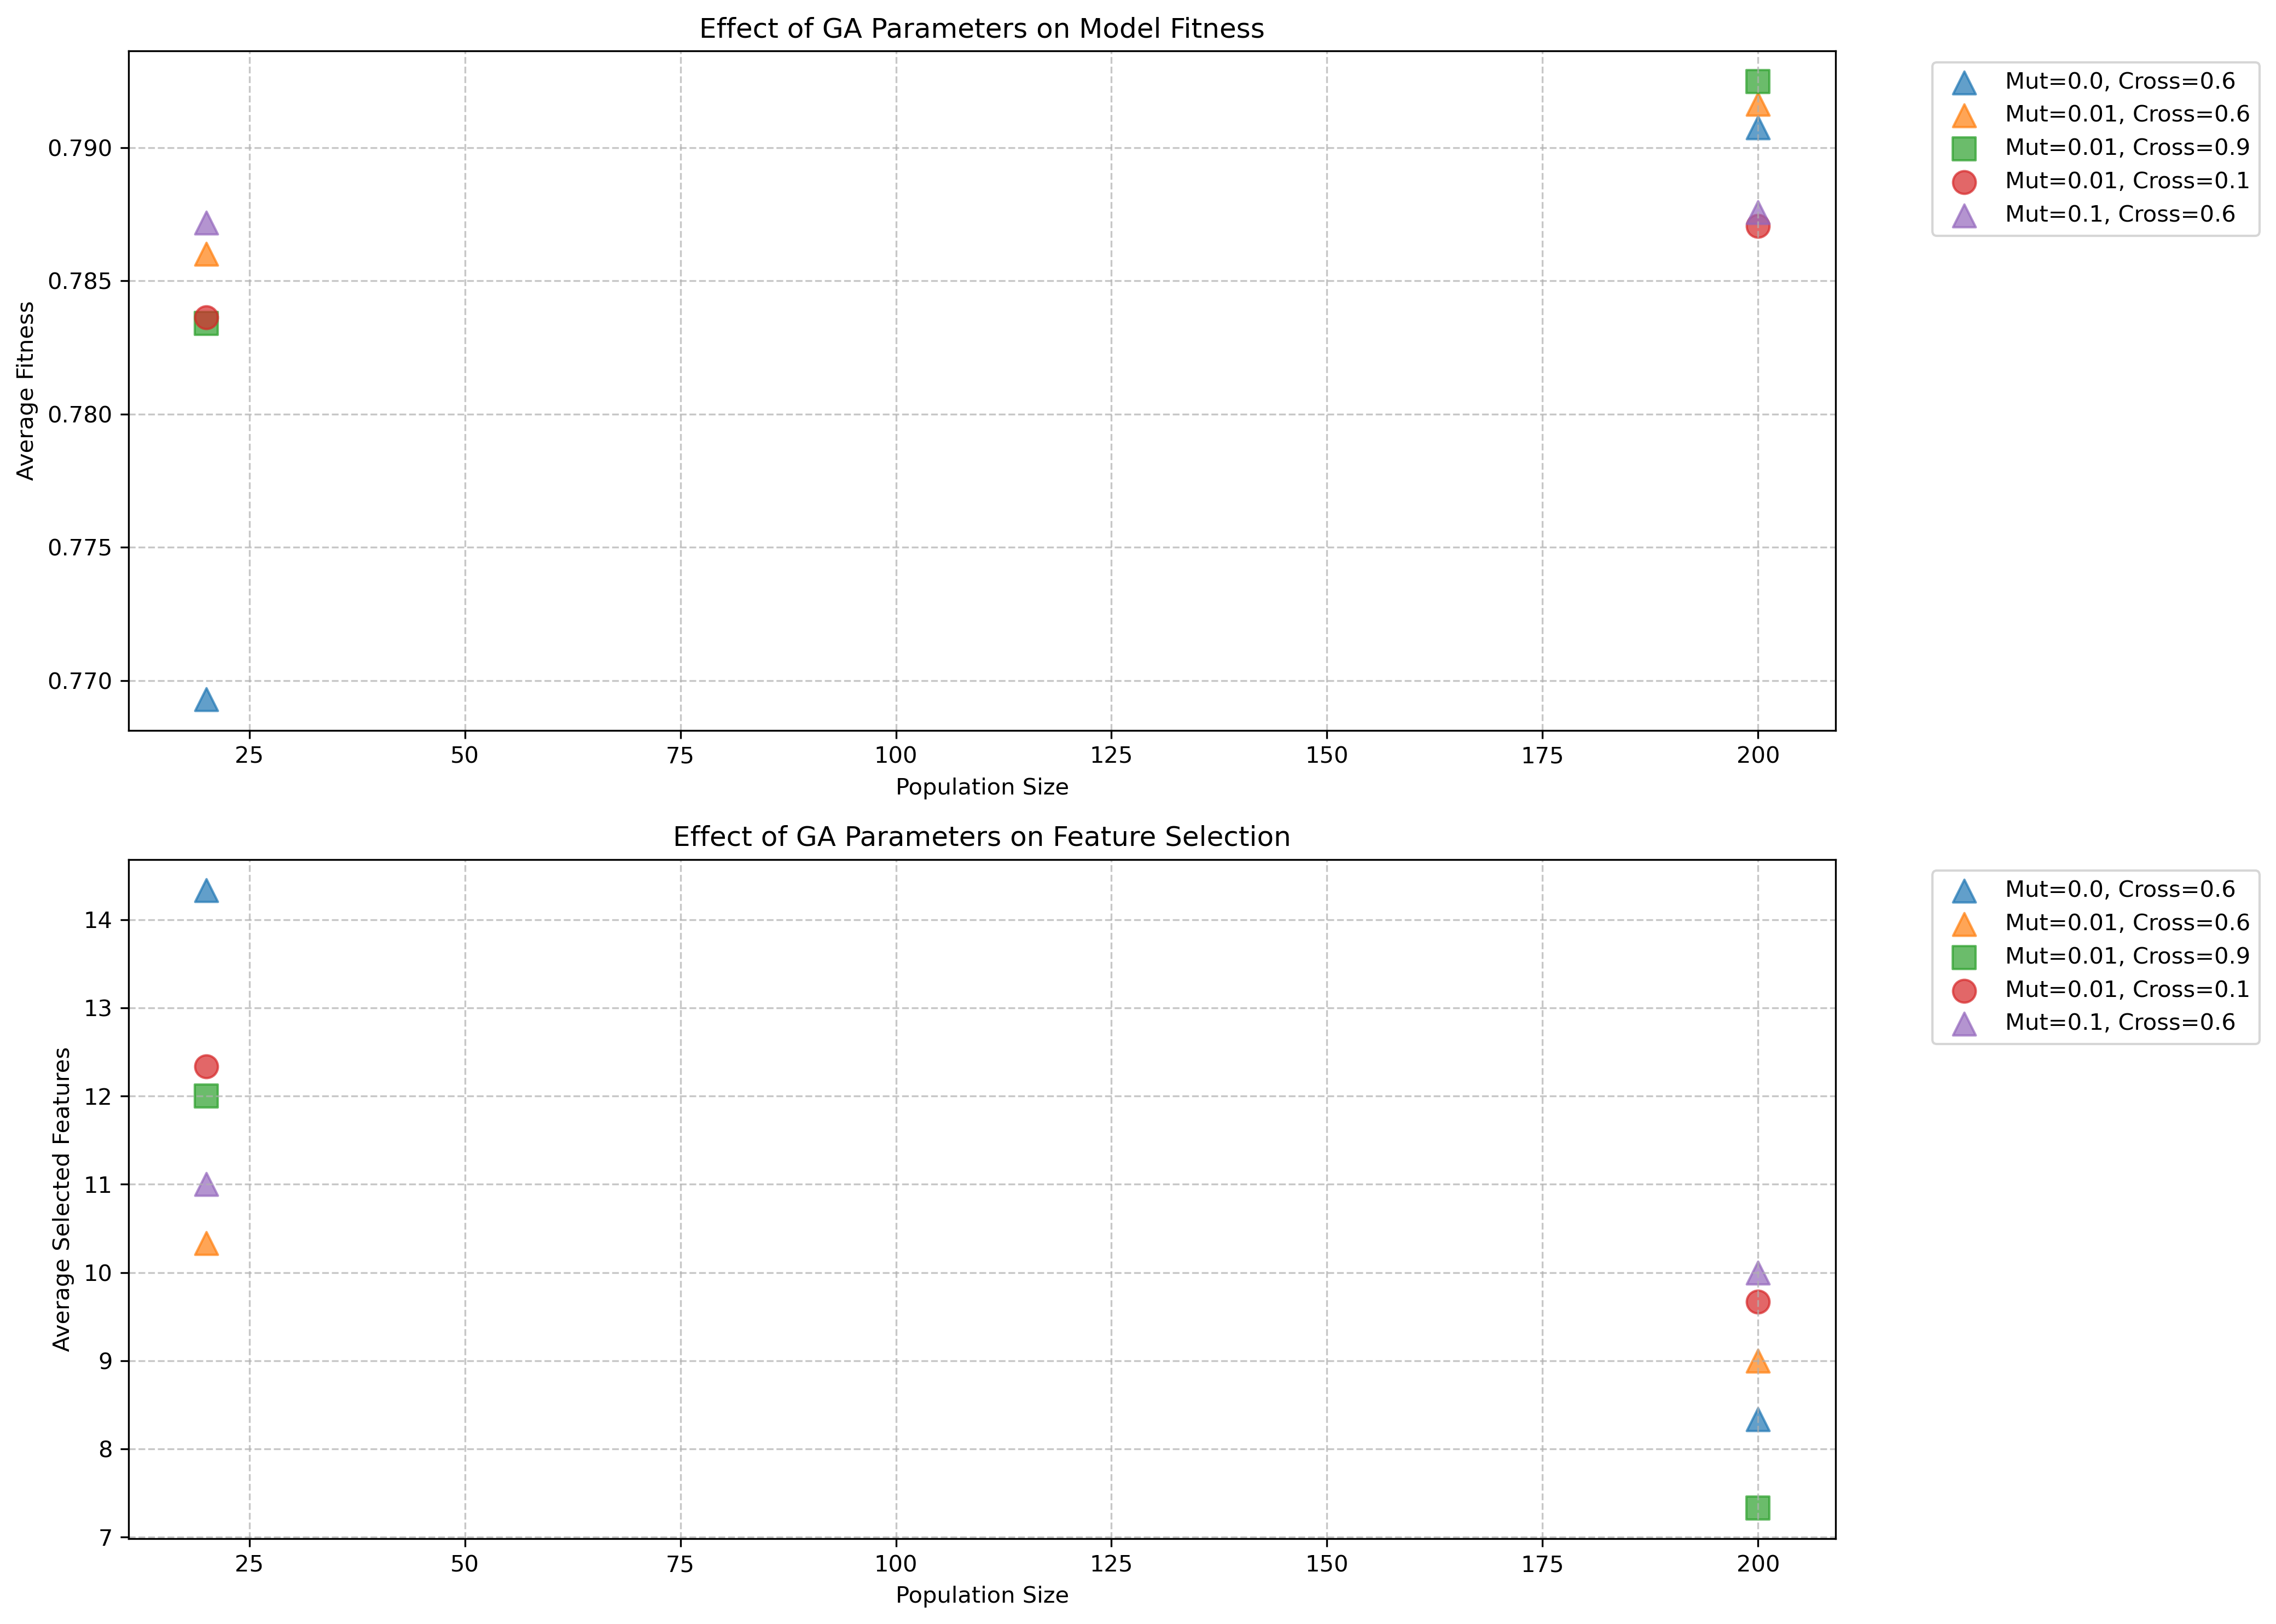 Effect of GA Parameters on Model Fitness
Average Fitness
0.790
0.785
0.780
0.775
0.770
25 50 75 100 125 150 175 200
Population Size
Mut=0.0, Cross=0.6
Mut=0.01, Cross=0.6
Mut=0.01, Cross=0.9
Mut=0.01, Cross=0.1
Mut=0.1, Cross=0.6
Effect of GA Parameters on Feature Selection
Average Selected Features
14
13
12
11
10
9
8
7
25 50 75 100 125 150 175 200
Population Size
Mut=0.0, Cross=0.6
Mut=0.01, Cross=0.6
Mut=0.01, Cross=0.9
Mut=0.01, Cross=0.1
Mut=0.1, Cross=0.6